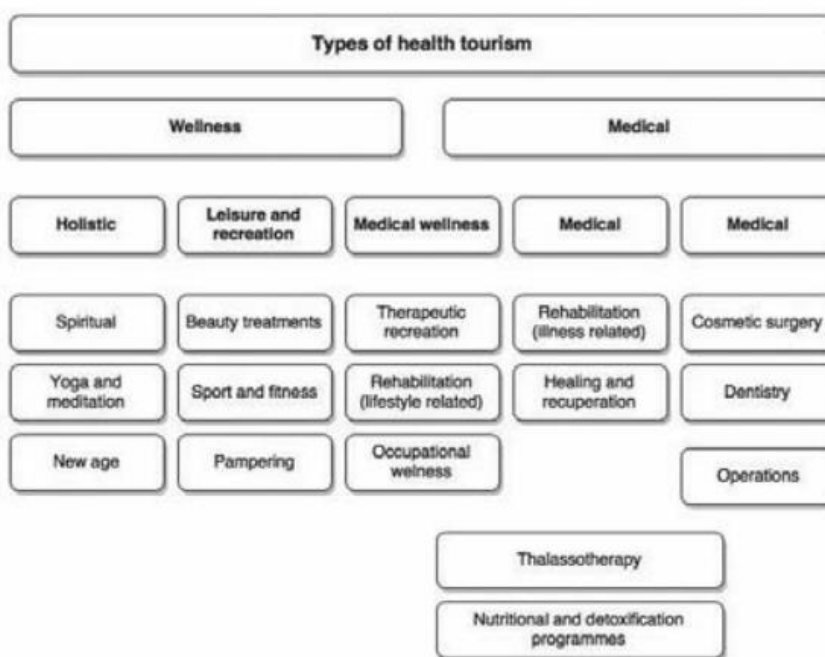 Types of health tourism
Wellness
Medical
Holistic
Leisure and
recreation
Medical wellness
Medical
Medical
Spiritual
Beauty treatments
Therapeutic
recreation
Rehabilitation
(illness related)
Cosmetic surgery
Yoga and
meditation
Sport and fitness
Rehabilitation
(lifestyle related)
Healing and
recuperation
Dentistry
New age
Pampering
Occupational
welness
Operations
Thalassotherapy
Nutritional and detoxification
programmes